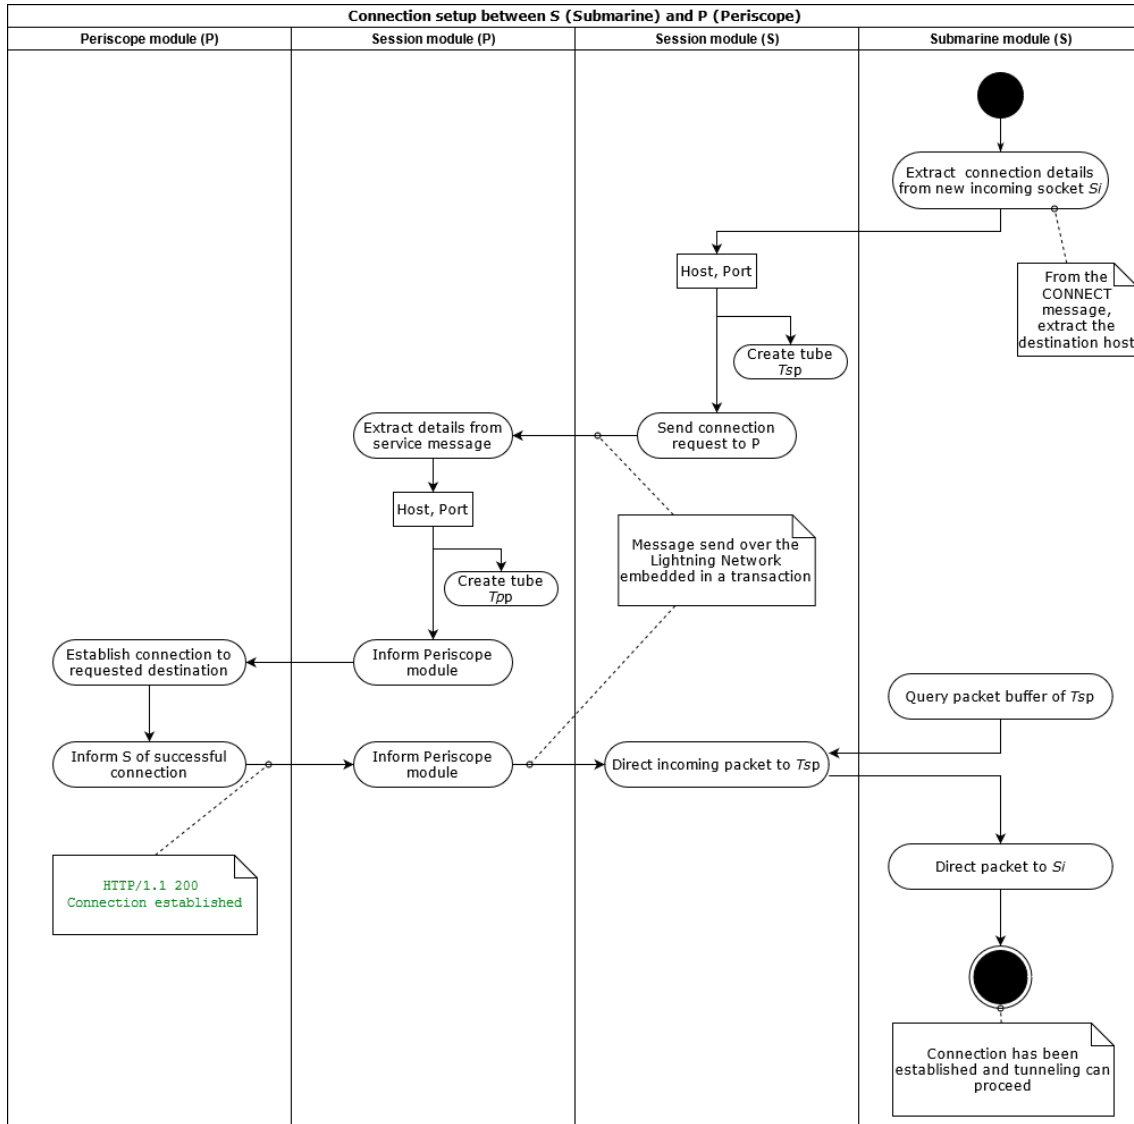 Connection setup between S (Submarine) and P (Periscope)
Periscope module (P)
Session module (P)
Session module (S)
Submarine module (S)
Extract connection details
from new incoming socket Si
From the
CONNECT
message,
extract the
destination host
Host, Port
Create tube
Tsp
Send connection
request to P
Extract details from
service message
Host, Port
Create tube
Tpp
Message send over the
Lightning Network
embedded in a transaction
Inform Periscope
module
Establish connection to
requested destination
Inform S of successful
connection
HTTP/1.1 200
Connection established
Inform Periscope
module
Direct incoming packet to Tsp
Query packet buffer of Tsp
Direct packet to Si
Connection has been
established and tunneling can
proceed